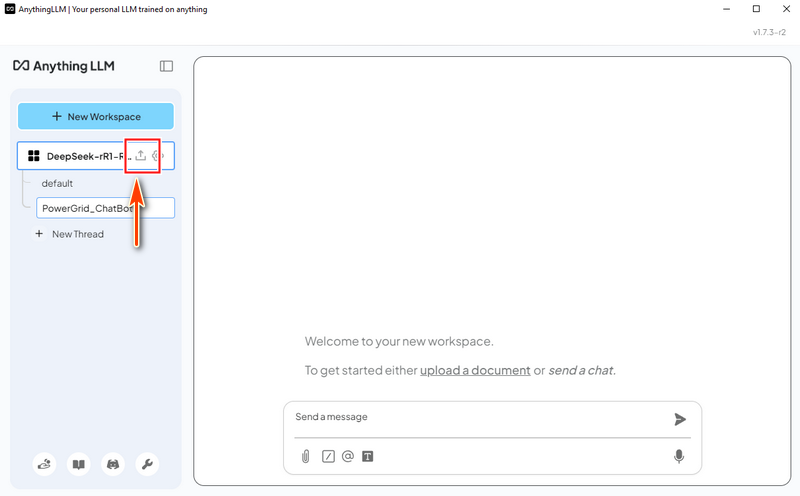 AnythingLLM | Your personal LLM trained on anything
v1.7.3-r2
Anything LLM
+ New Workspace
DeepSeek-rR1-R...
default
PowerGrid_ChatBot
+ New Thread
Welcome to your new workspace.
To get started either upload a document or send a chat.
Send a message